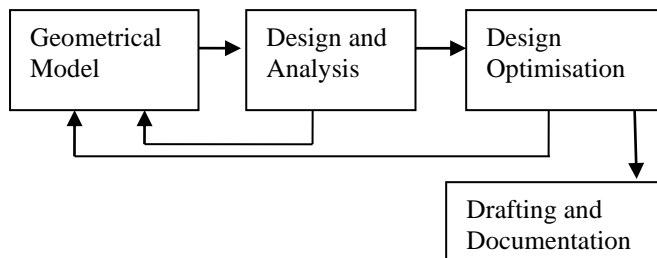 Geometrical
Model
Design and
Analysis
Design
Optimisation
Drafting and
Documentation